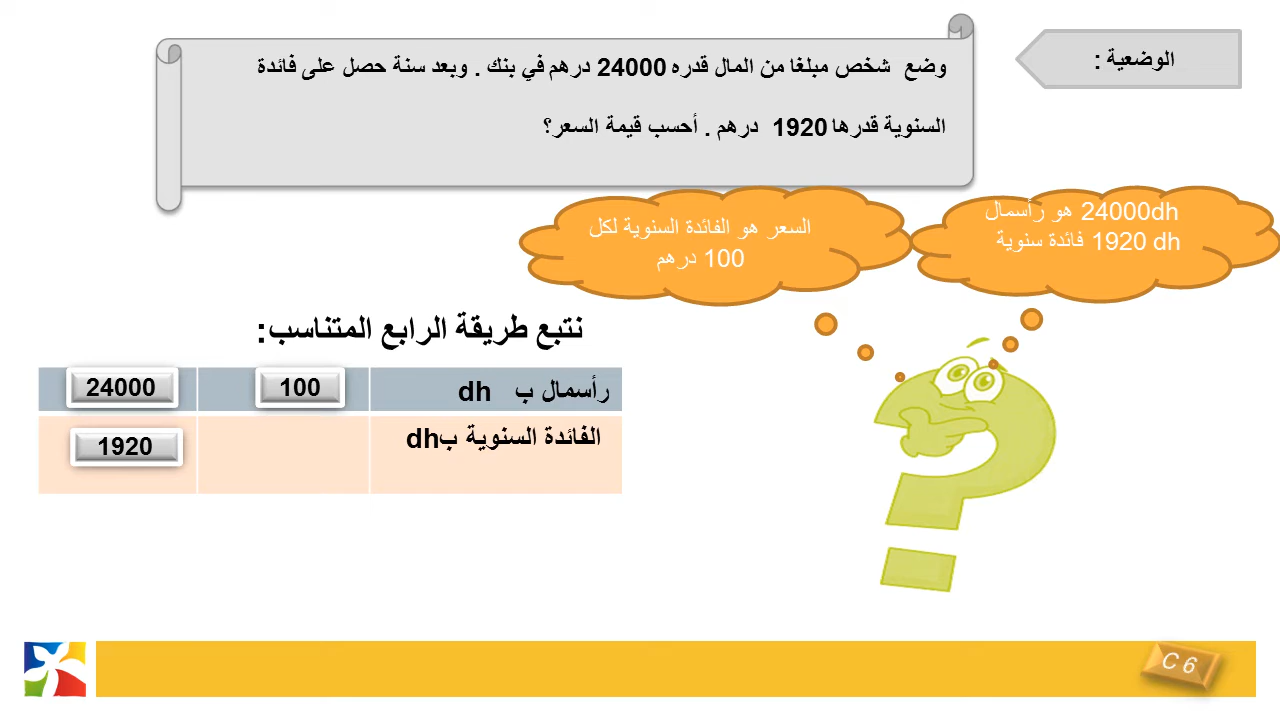 الوضعية :
وضع شخص مبلغا من المال قدره 24000 درهم في بنك . وبعد سنة حصل على فائدة
السنوية قدرها 1920 درهم . أحسب قيمة السعر؟
24000dh هو رأسمال
1920 dh فائدة سنوية
السعر هو الفائدة السنوية لكل
100 درهم
نتبع طريقة الرابع المتناسب:
رأسمال ب dh 100 24000
الفائدة السنوية بdh 1920
C 6